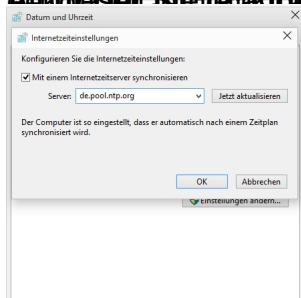 Datum und Uhrzeit
Internetzeiteinstellungen
Konfigurieren Sie die Internetzeiteinstellungen:
Mit einem Internetzeitserver synchronisieren
Server: de.pool.ntp.org Jetzt aktualisieren
Der Computer ist so eingestellt, dass er automatisch nach einem Zeitplan
synchronisiert wird.
OK Abbrechen
Einstellungen ändern...